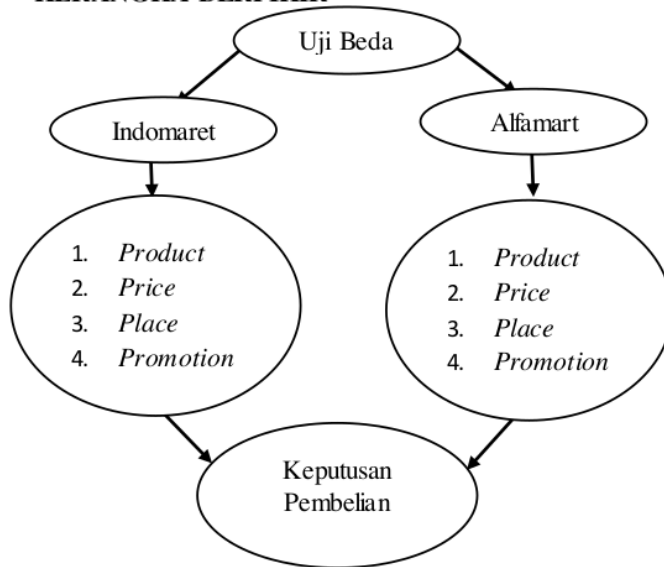 Uji Beda
Indomaret
Alfamart
1. Product
2. Price
3. Place
4. Promotion
1. Product
2. Price
3. Place
4. Promotion
Keputusan
Pembelian